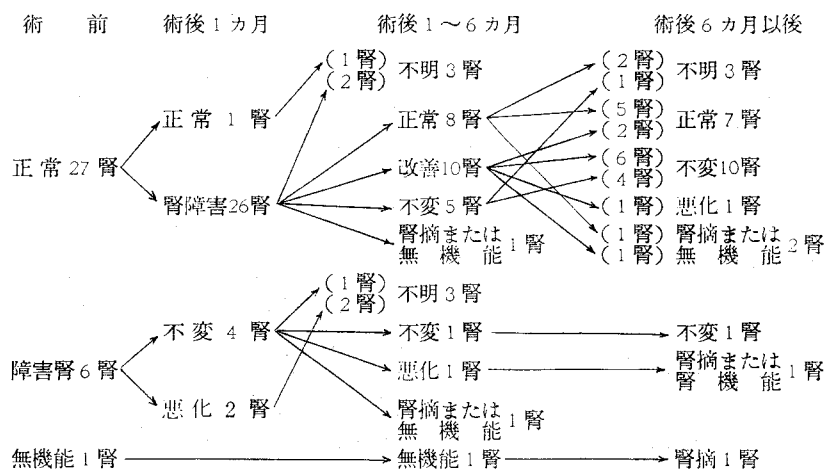 術 前 術後1カ月 術後1～6カ月 術後6カ月以後
(1腎)
(2腎) 不明3腎
(2腎)
(1腎) 不明3腎
正常1腎
正常8腎
(5腎)
(2腎) 正常7腎
正常27腎
改善10腎
(6腎)
(4腎) 不変10腎
腎障害26腎
不変5腎
(1腎) 悪化1腎
腎摘または
無機能 1腎
(1腎) 腎摘または
(1腎) 無機能 2腎
(1腎)
(2腎) 不明3腎
不変4腎
不変1腎
不変1腎
障害腎6腎
悪化1腎
腎摘または
腎機能 1腎
悪化2腎
腎摘または
無機能 1腎
無機能1腎 無機能1腎 腎摘1腎